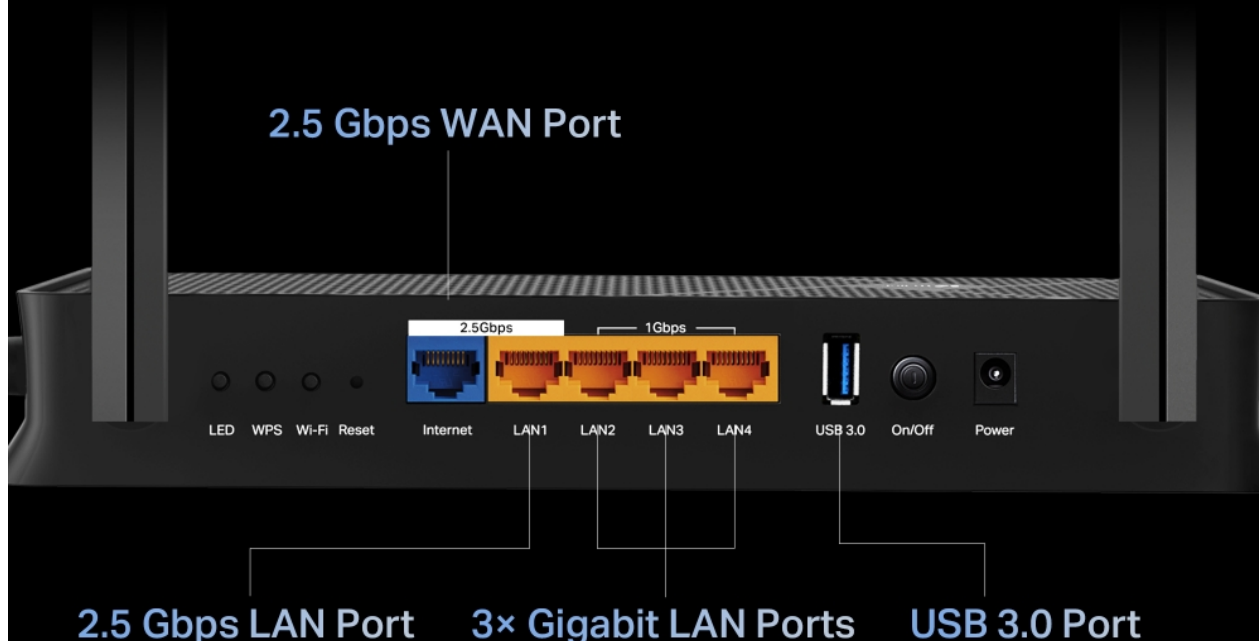 2.5 Gbps WAN Port
2.5Gbps
1Gbps
LED WPS Wi-Fi Reset Internet LAN1 LAN2 LAN3 LAN4 USB 3.0 On/Off Power
2.5 Gbps LAN Port 3× Gigabit LAN Ports USB 3.0 Port